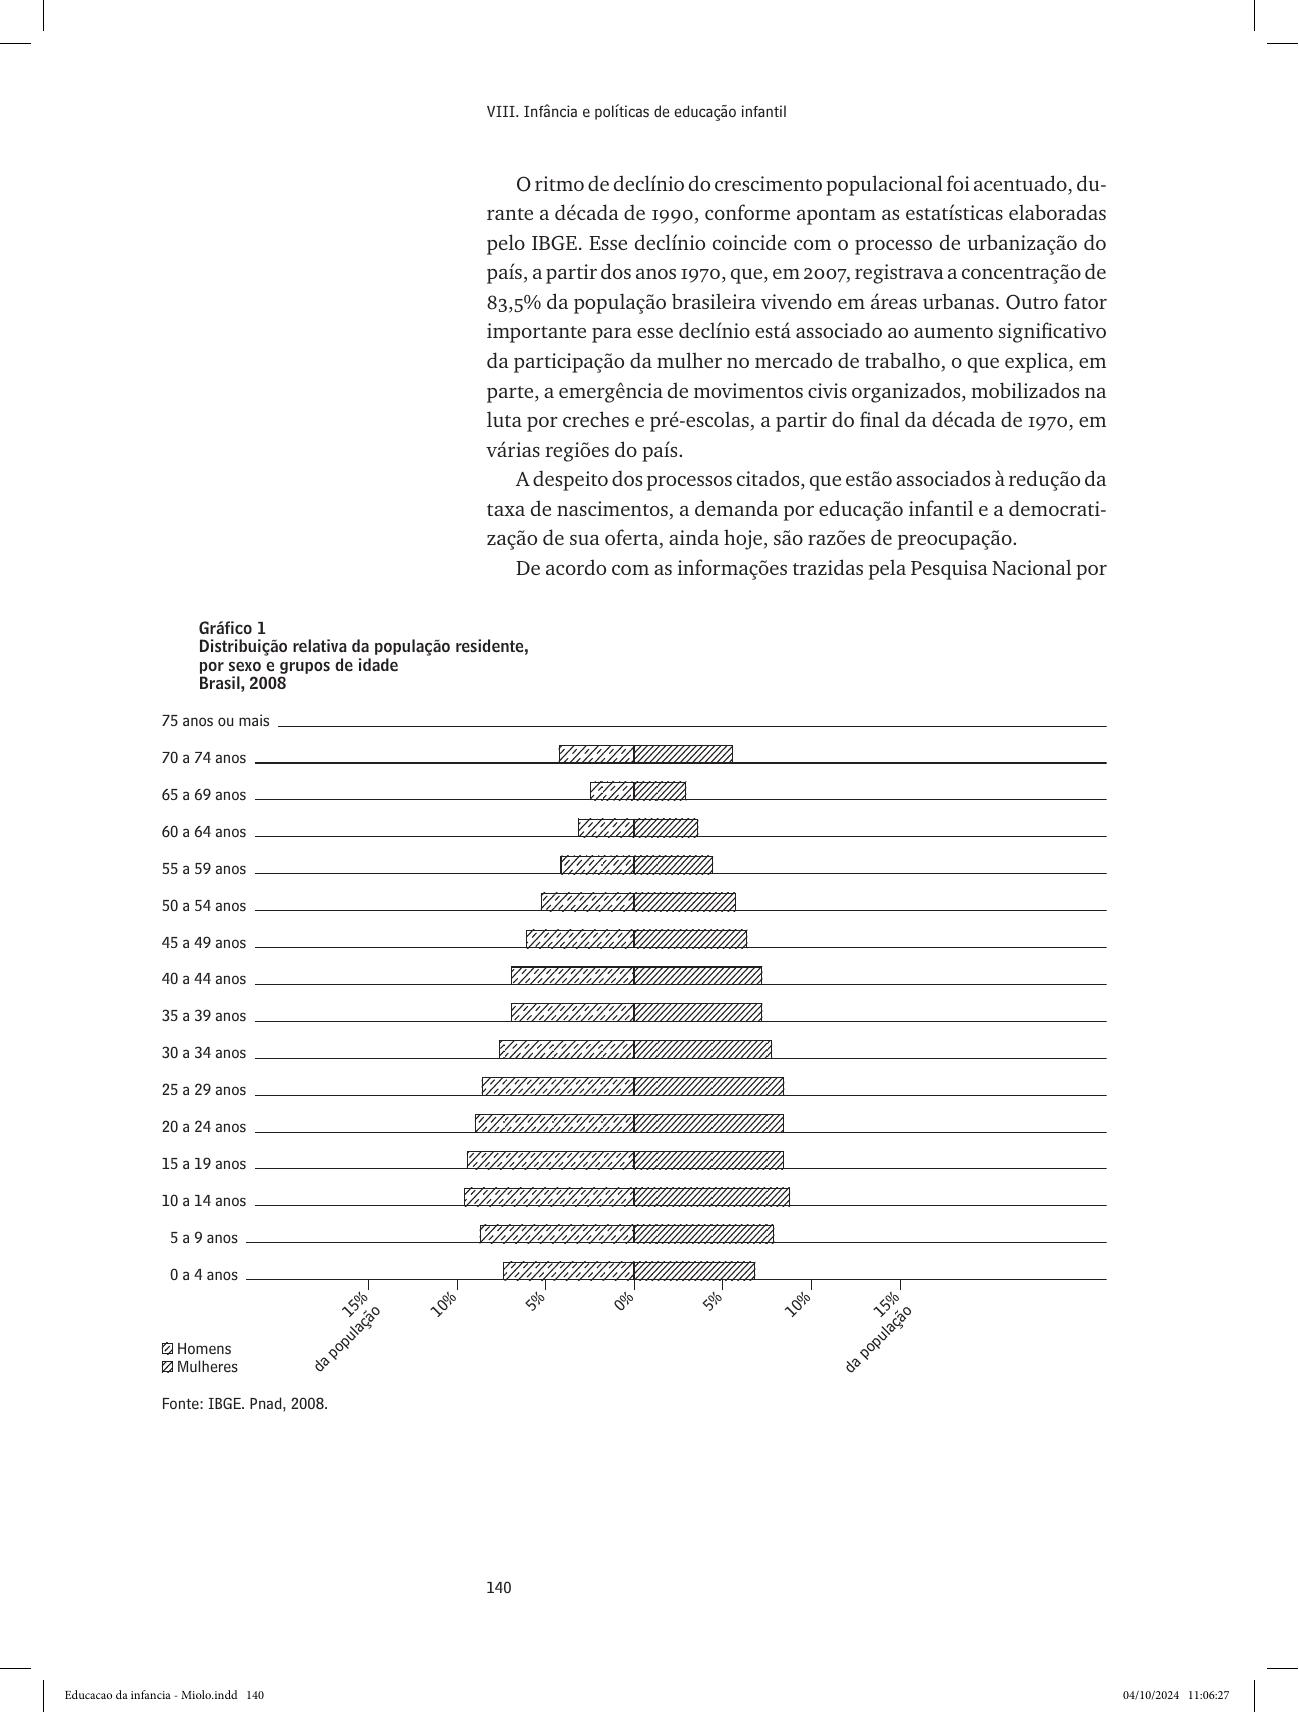 VIII. Infância e políticas de educação infantil
O ritmo de declínio do crescimento populacional foi acentuado, du-
rante a década de 1990, conforme apontam as estatísticas elaboradas
pelo IBGE. Esse declínio coincide com o processo de urbanização do
país, a partir dos anos 1970, que, em 2007, registrava a concentração de
83,5% da população brasileira vivendo em áreas urbanas. Outro fator
importante para esse declínio está associado ao aumento significativo
da participação da mulher no mercado de trabalho, o que explica, em
parte, a emergência de movimentos civis organizados, mobilizados na
luta por creches e pré-escolas, a partir do final da década de 1970, em
várias regiões do país.
A despeito dos processos citados, que estão associados à redução da
taxa de nascimentos, a demanda por educação infantil e a democrati-
zação de sua oferta, ainda hoje, são razões de preocupação.
De acordo com as informações trazidas pela Pesquisa Nacional por
Gráfico 1
Distribuição relativa da população residente,
por sexo e grupos de idade
Brasil, 2008
75 anos ou mais
70 a 74 anos
65 a 69 anos
60 a 64 anos
55 a 59 anos
50 a 54 anos
45 a 49 anos
40 a 44 anos
35 a 39 anos
30 a 34 anos
25 a 29 anos
20 a 24 anos
15 a 19 anos
10 a 14 anos
5 a 9 anos
0 a 4 anos
15%
da população
10%
5%
0%
5%
10%
15%
da população
Homens
Mulheres
Fonte: IBGE. Pnad, 2008.
140
Educacao da infancia - Miolo.indd 140
04/10/2024 11:06:27